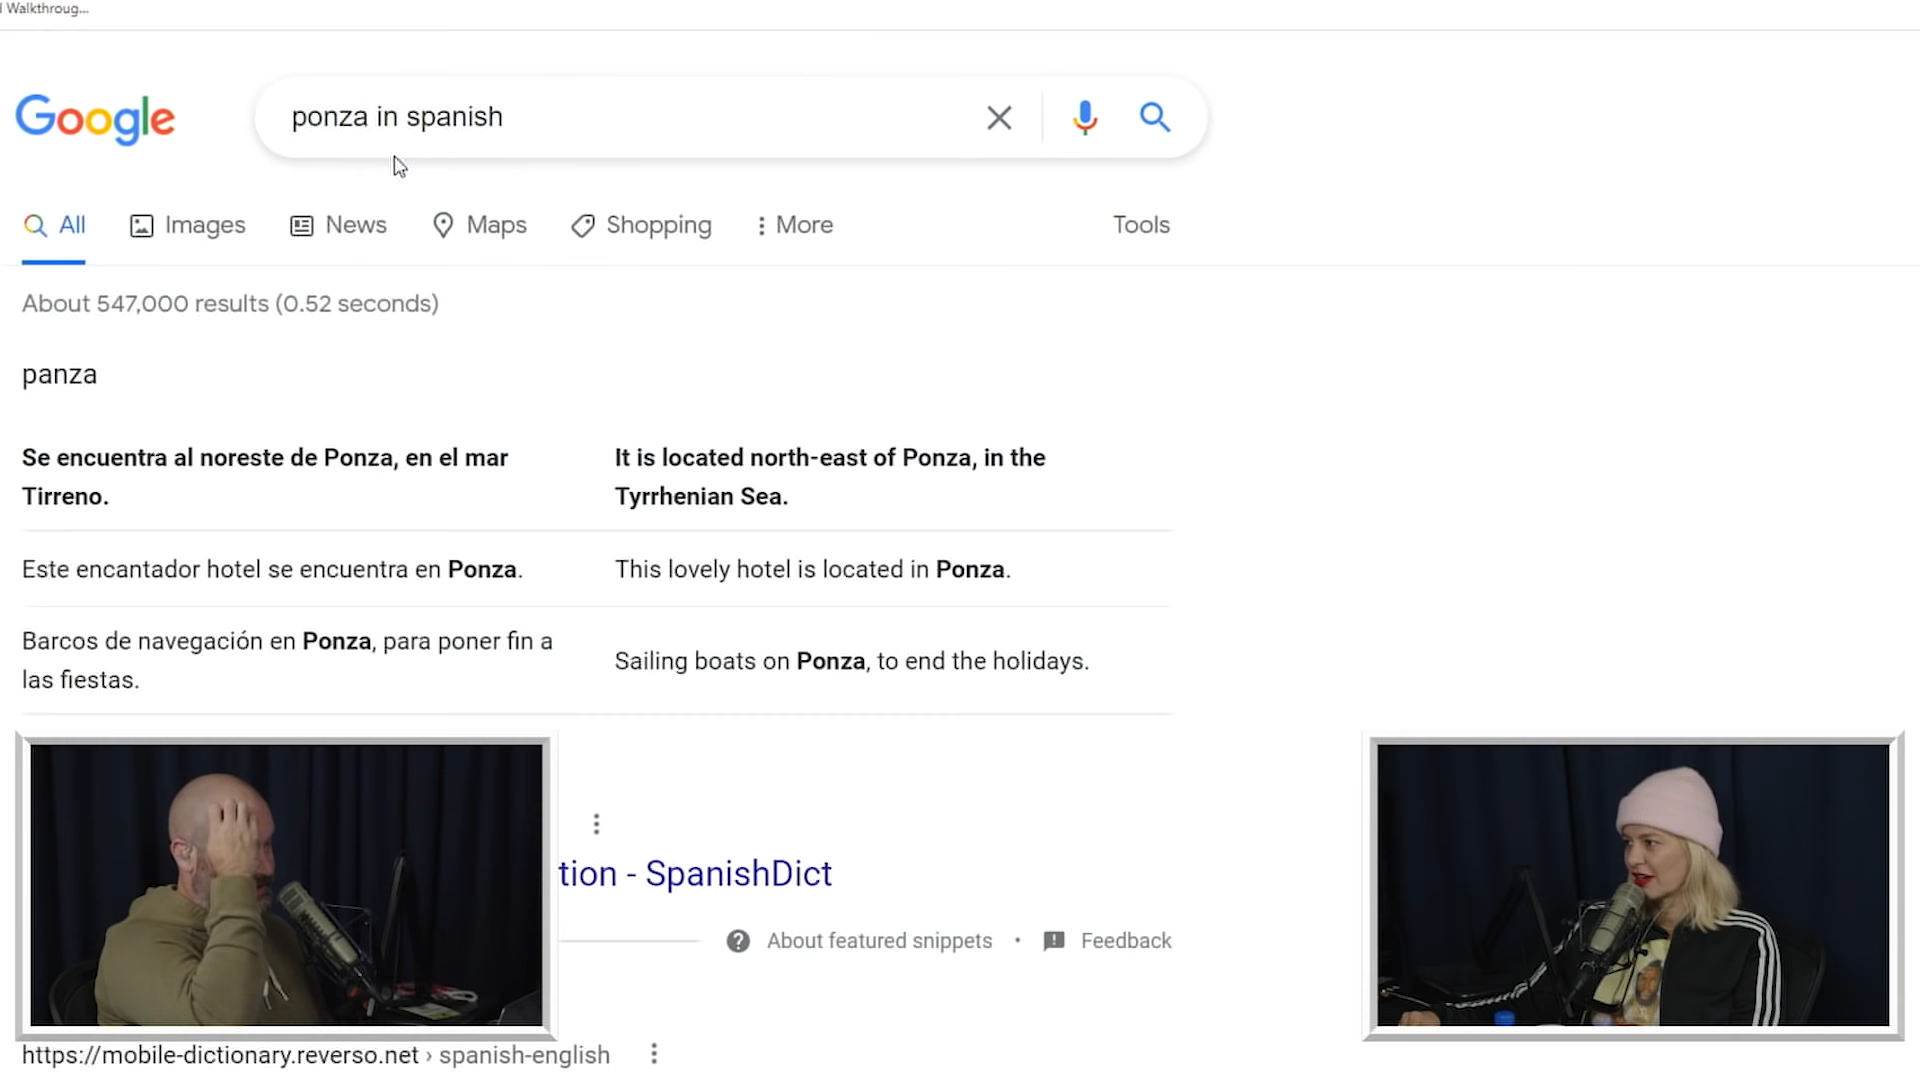 d Walkthroug...
Google
ponza in spanish
All Images News Maps Shopping More Tools
About 547,000 results (0.52 seconds)
panza
Se encuentra al noreste de Ponza, en el mar
Tirreno.
It is located north-east of Ponza, in the
Tyrrhenian Sea.
Este encantador hotel se encuentra en Ponza.
This lovely hotel is located in Ponza.
Barcos de navegación en Ponza, para poner fin a
las fiestas.
Sailing boats on Ponza, to end the holidays.
tion - SpanishDict
About featured snippets • Feedback
https://mobile-dictionary.reverso.net › spanish-english